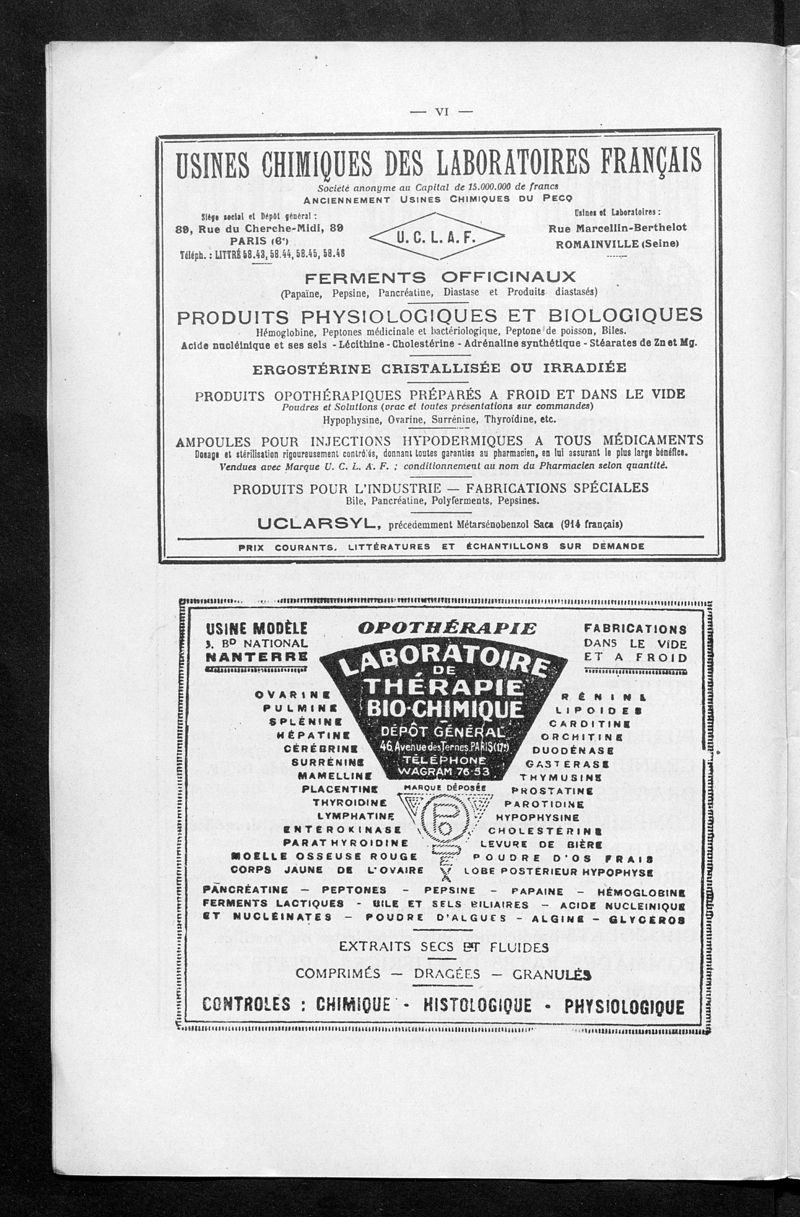 — VI —
USINES CHIMIQUES DES LABORATOIRES FRANÇAIS
Société anonyme au Capital de 15.000.000 de francs
ANCIENNEMENT USINES CHIMIQUES DU PECQ
Siège social et Dépôt général :
89, Rue du Cherche-Midi, 89
PARIS (6e)
Téléph. : LITTRÉ 58.43, 58.44, 58.45, 58.46
U. C. L. A. F.
Usines et Laboratoires :
Rue Marcellin-Berthelot
ROMAINVILLE (Seine)
FERMENTS OFFICINAUX
(Papaïne, Pepsine, Pancréatine, Diastase et Produits diastasés)
PRODUITS PHYSIOLOGIQUES ET BIOLOGIQUES
Hémoglobine, Peptones médicinale et bactériologique, Peptone de poisson, Biles.
Acide nucléinique et ses sels - Lécithine - Cholestérine - Adrénaline synthétique - Stéarates de Zn et Mg.
ERGOSTÉRINE CRISTALLISÉE OU IRRADIÉE
PRODUITS OPOTHÉRAPIQUES PRÉPARÉS A FROID ET DANS LE VIDE
Poudres et Solutions (vrac et toutes présentations sur commandes)
Hypophysine, Ovarine, Surrénine, Thyroïdine, etc.
AMPOULES POUR INJECTIONS HYPODERMIQUES A TOUS MÉDICAMENTS
Dosage et stérilisation rigoureusement contrôlés, donnant toutes garanties au pharmacien, en lui assurant le plus large bénéfice.
Vendues avec Marque U. C. L. A. F. ; conditionnement au nom du Pharmacien selon quantité.
PRODUITS POUR L'INDUSTRIE — FABRICATIONS SPÉCIALES
Bile, Pancréatine, Polyferments, Pepsines.
UCLARSYL, précedemment Métarsénobenzol Saca (914 français)
PRIX COURANTS, LITTÉRATURES ET ÉCHANTILLONS SUR DEMANDE
USINE MODÈLE
3, BD NATIONAL
NANTERRE
OPOTHÉRAPIE
FABRICATIONS
DANS LE VIDE
ET A FROID
LABORATOIRE
DE
THÉRAPIE
BIO-CHIMIQUE
DÉPÔT GÉNÉRAL
46, Avenue des Ternes, PARIS (17e)
TÉLÉPHONE
WAGRAM 76-53
MARQUE DÉPOSÉE
OVARINE
PULMINE
SPLÉNINE
HÉPATINE
CÉRÉBRINE
SURRÉNINE
MAMELLINE
PLACENTINE
THYROIDINE
LYMPHATINE
ENTEROKINASE
PARATHYROIDINE
MOELLE OSSEUSE ROUGE
CORPS JAUNE DE L'OVAIRE
RÉNINE
LIPOIDES
CARDITINE
ORCHITINE
DUODÉNASE
GASTERASE
THYMUSINE
PROSTATINE
PAROTIDINE
HYPOPHYSINE
CHOLESTÉRINE
LEVURE DE BIÈRE
POUDRE D'OS FRAIS
LOBE POSTÉRIEUR HYPOPHYSE
PANCRÉATINE — PEPTONES — PEPSINE — PAPAINE — HÉMOGLOBINE
FERMENTS LACTIQUES - BILE ET SELS BILIAIRES — ACIDE NUCLEINIQUE
ET NUCLÉINATES — POUDRE D'ALGUES — ALGINE — GLYCEROS
EXTRAITS SECS ET FLUIDES
COMPRIMÉS — DRAGÉES — GRANULÉS
CONTROLES : CHIMIQUE - HISTOLOGIQUE - PHYSIOLOGIQUE